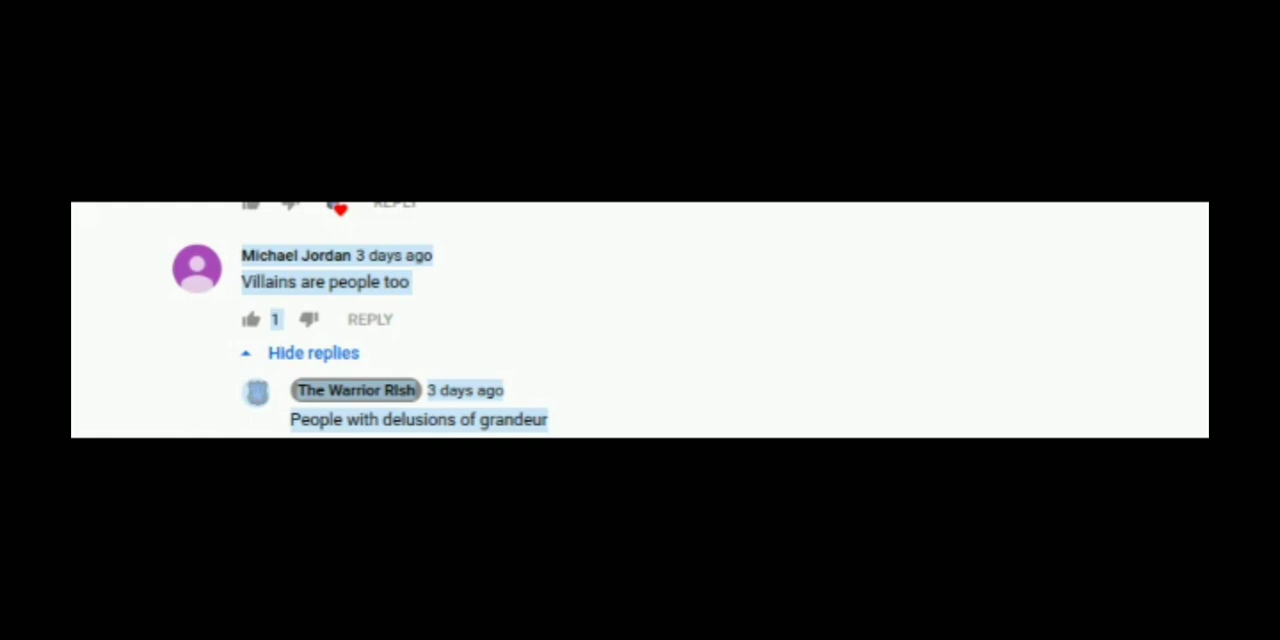 REPLY
Michael Jordan 3 days ago
Villains are people too
1 REPLY
Hide replies
The Warrior RIsh 3 days ago
People with delusions of grandeur